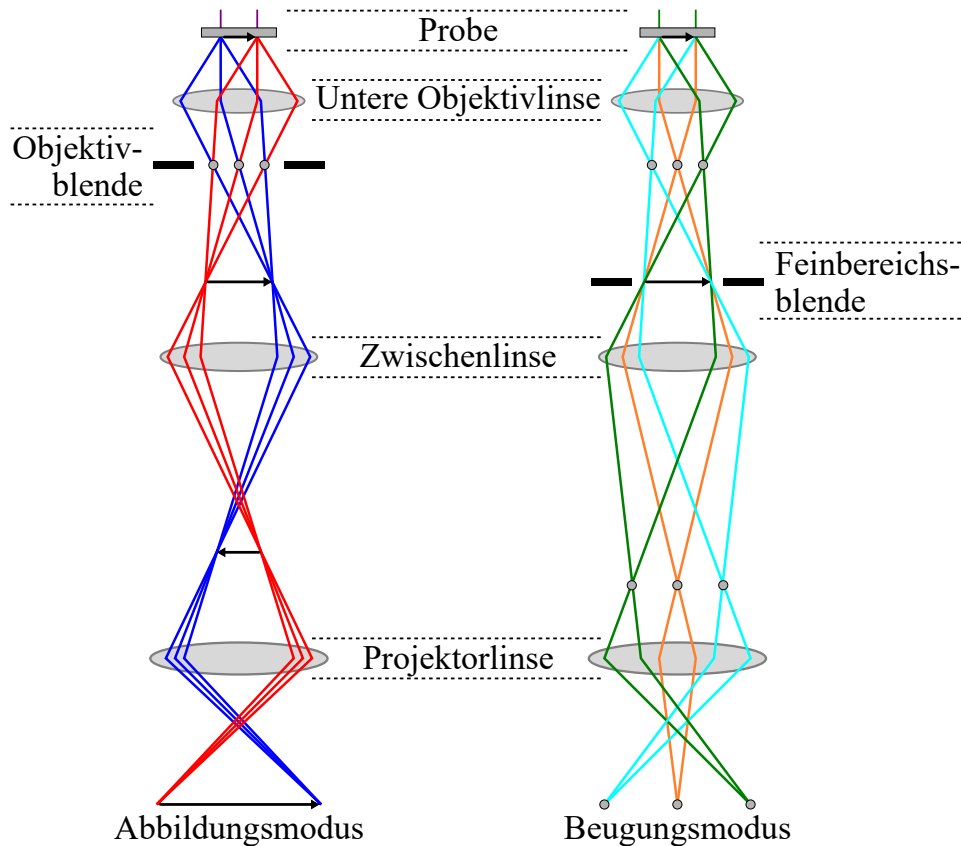 Probe
Untere Objektivlinse
Objektiv-
blende
Feinbereichs-
blende
Zwischenlinse
Projektorlinse
Abbildungsmodus
Beugungsmodus